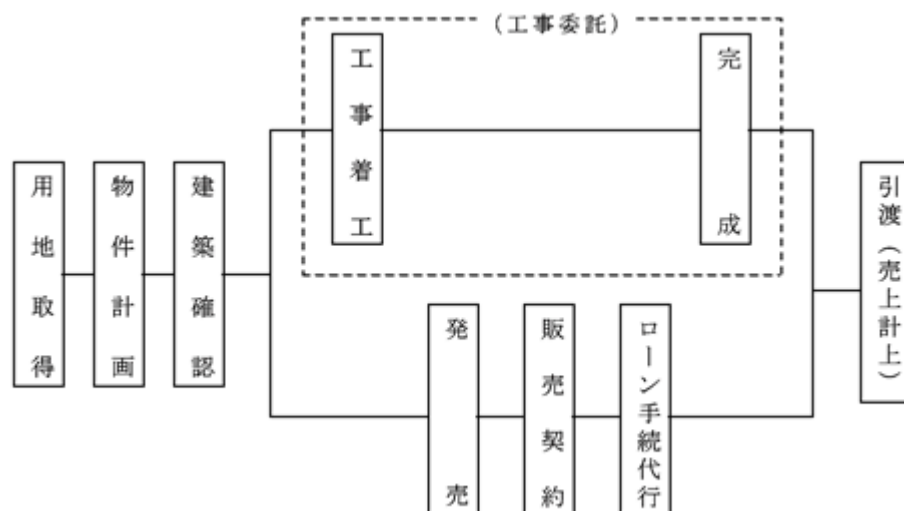 (工事委託)
工事着工
完成
用地取得
物件計画
建築確認
発売
販売契約
ローン手続代行
引渡(売上計上)